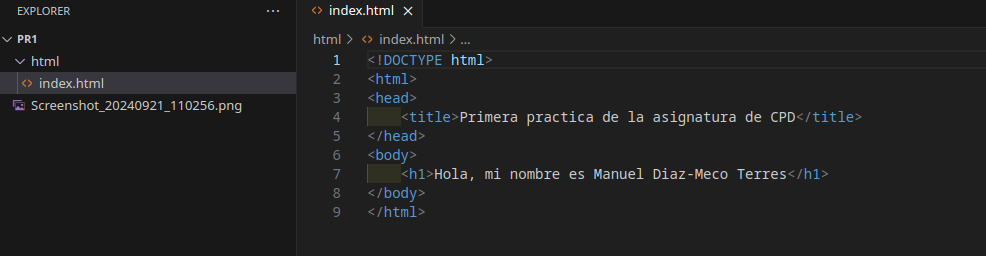 EXPLORER ...
PR1
html
index.html
Screenshot_20240921_110256.png
index.html ×
html > index.html > ...
1 <!DOCTYPE html>
2 <html>
3 <head>
4     <title>Primera practica de la asignatura de CPD</title>
5 </head>
6 <body>
7     <h1>Hola, mi nombre es Manuel Diaz-Meco Terres</h1>
8 </body>
9 </html>